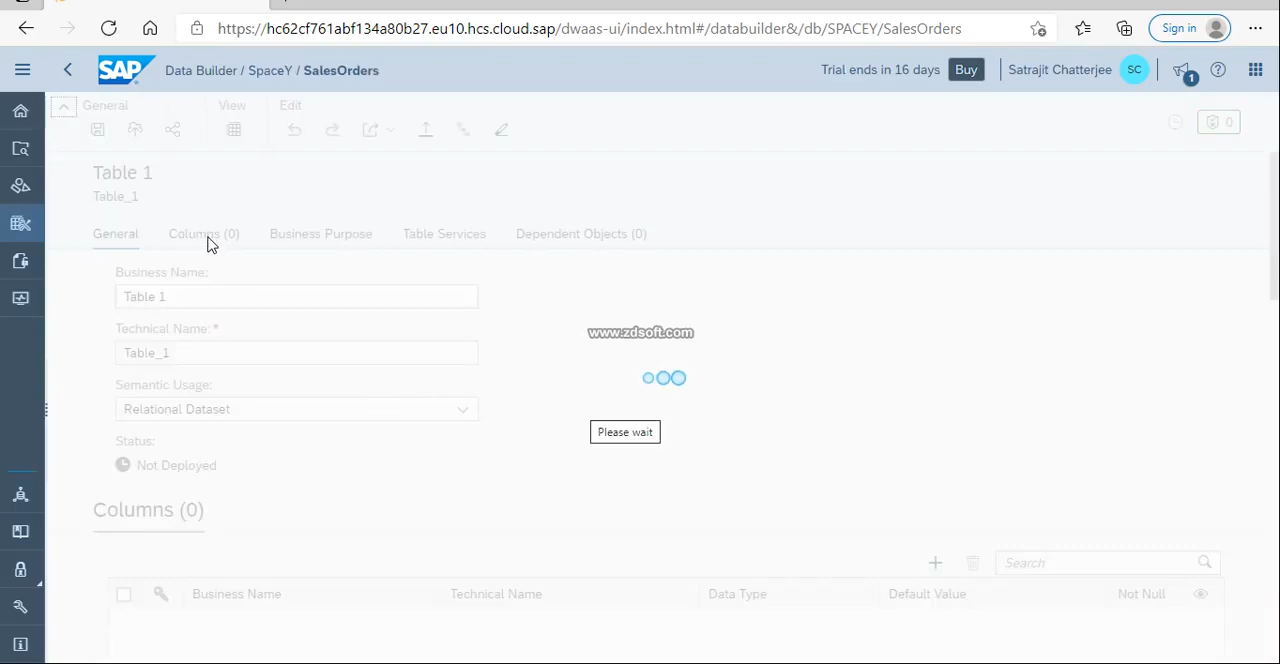 https://hc62cf761abf134a80b27.eu10.hcs.cloud.sap/dwaas-ui/index.html#/databuilder&/db/SPACEY/SalesOrders
Sign in
SAP
Data Builder / SpaceY / SalesOrders
Trial ends in 16 days
Buy
Satrajit Chatterjee
SC
1
General
View
Edit
0
Table 1
Table_1
General
Columns (0)
Business Purpose
Table Services
Dependent Objects (0)
Business Name:
Table 1
www.zdsoft.com
Technical Name: *
Table_1
Semantic Usage:
Relational Dataset
Please wait
Status:
Not Deployed
Columns (0)
Search
Business Name
Technical Name
Data Type
Default Value
Not Null